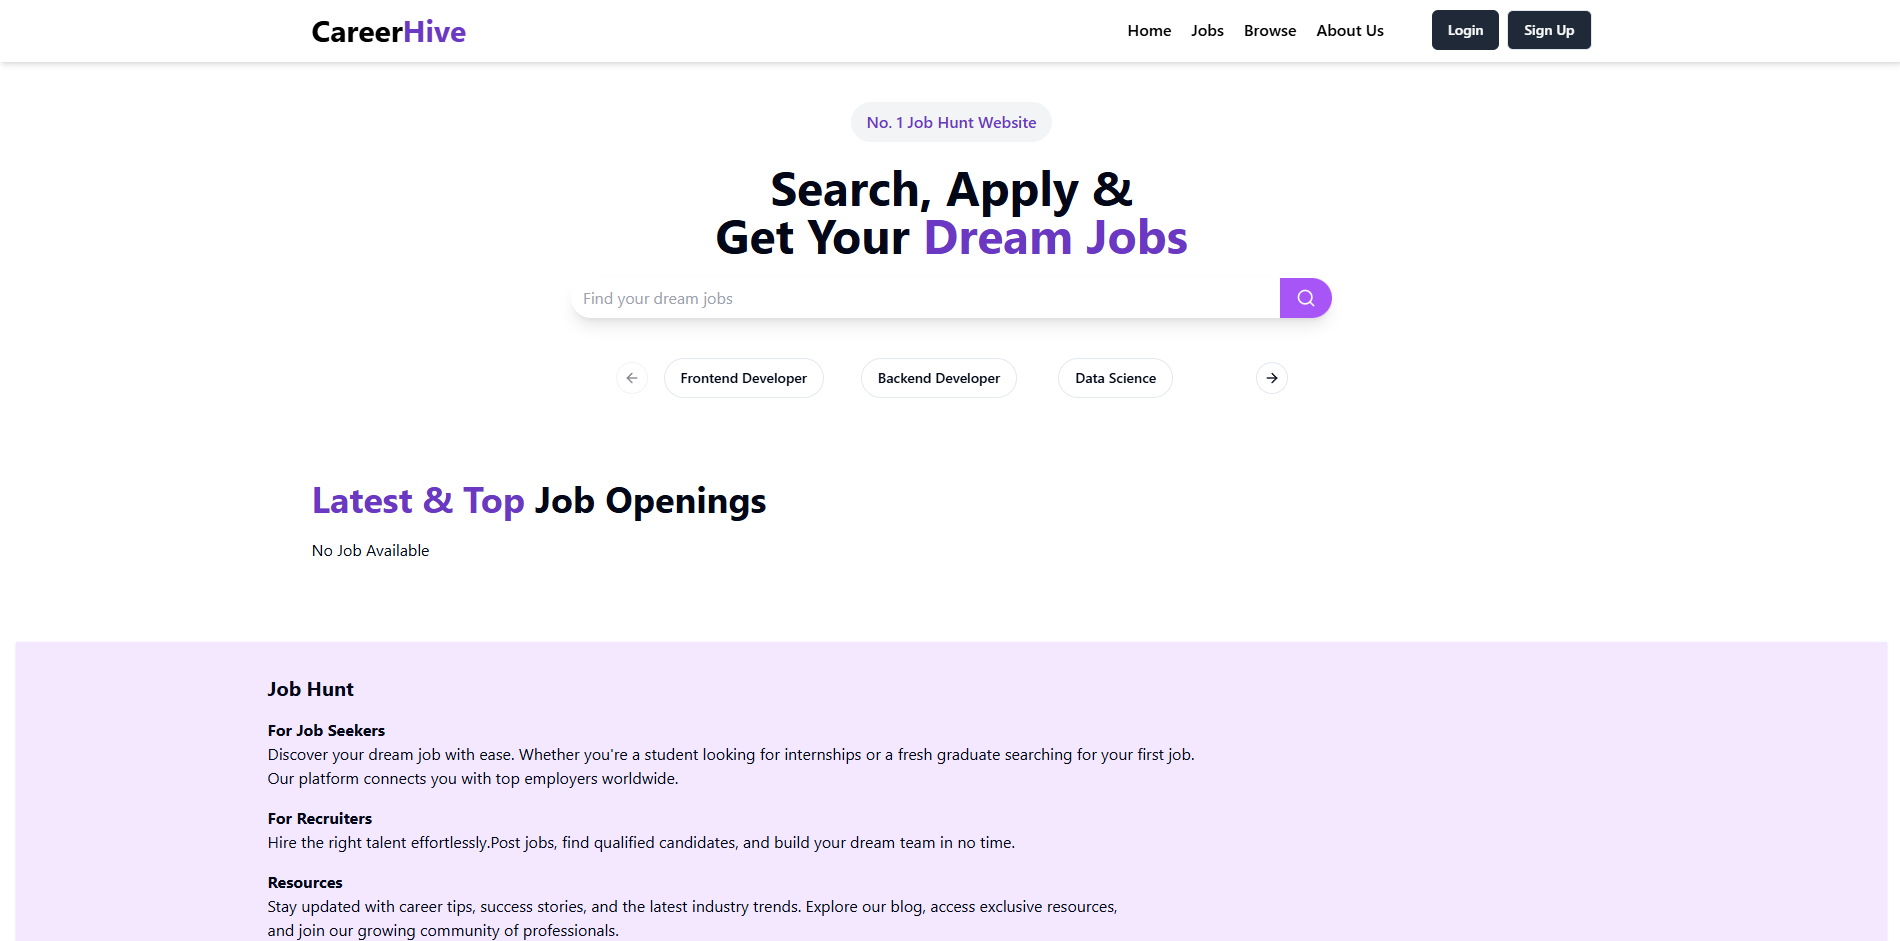 CareerHive
Home Jobs Browse About Us Login Sign Up
No. 1 Job Hunt Website
Search, Apply &
Get Your Dream Jobs
Find your dream jobs
Frontend Developer Backend Developer Data Science
Latest & Top Job Openings
No Job Available
Job Hunt
For Job Seekers
Discover your dream job with ease. Whether you're a student looking for internships or a fresh graduate searching for your first job.
Our platform connects you with top employers worldwide.
For Recruiters
Hire the right talent effortlessly.Post jobs, find qualified candidates, and build your dream team in no time.
Resources
Stay updated with career tips, success stories, and the latest industry trends. Explore our blog, access exclusive resources,
and join our growing community of professionals.